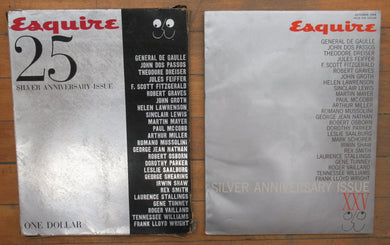 Esquire
25
SILVER ANNIVERSARY ISSUE
ONE DOLLAR
GENERAL DE GAULLE
JOHN DOS PASSOS
THEODORE DREISER
JULES FEIFFER
F. SCOTT FITZGERALD
ROBERT GRAVES
JOHN GROTH
HELEN LAWRENSON
SINCLAIR LEWIS
MARTIN MAYER
PAUL MCCOBB
ARTHUR MILLER
ROMANO MUSSOLINI
GEORGE JEAN NATHAN
ROBERT OSBORN
DOROTHY PARKER
LESLIE SAALBURG
GEORGE SHEARING
IRWIN SHAW
REX SMITH
LAURENCE STALLINGS
GENE TUNNEY
ROGER VAILLAND
TENNESSEE WILLIAMS
FRANK LLOYD WRIGHT
Esquire
GENERAL DE GAULLE
JOHN DOS PASSOS
THEODORE DREISER
JULES FEIFFER
F. SCOTT FITZGERALD
ROBERT GRAVES
JOHN GROTH
HELEN LAWRENSON
SINCLAIR LEWIS
MARTIN MAYER
PAUL MCCOBB
ARTHUR MILLER
ROMANO MUSSOLINI
GEORGE JEAN NATHAN
ROBERT OSBORN
DOROTHY PARKER
LESLIE SAALBURG
MARK SCHORER
IRWIN SHAW
REX SMITH
LAURENCE STALLINGS
GENE TUNNEY
ROGER VAILLAND
TENNESSEE WILLIAMS
FRANK LLOYD WRIGHT
SILVER ANNIVERSARY ISSUE
XXV